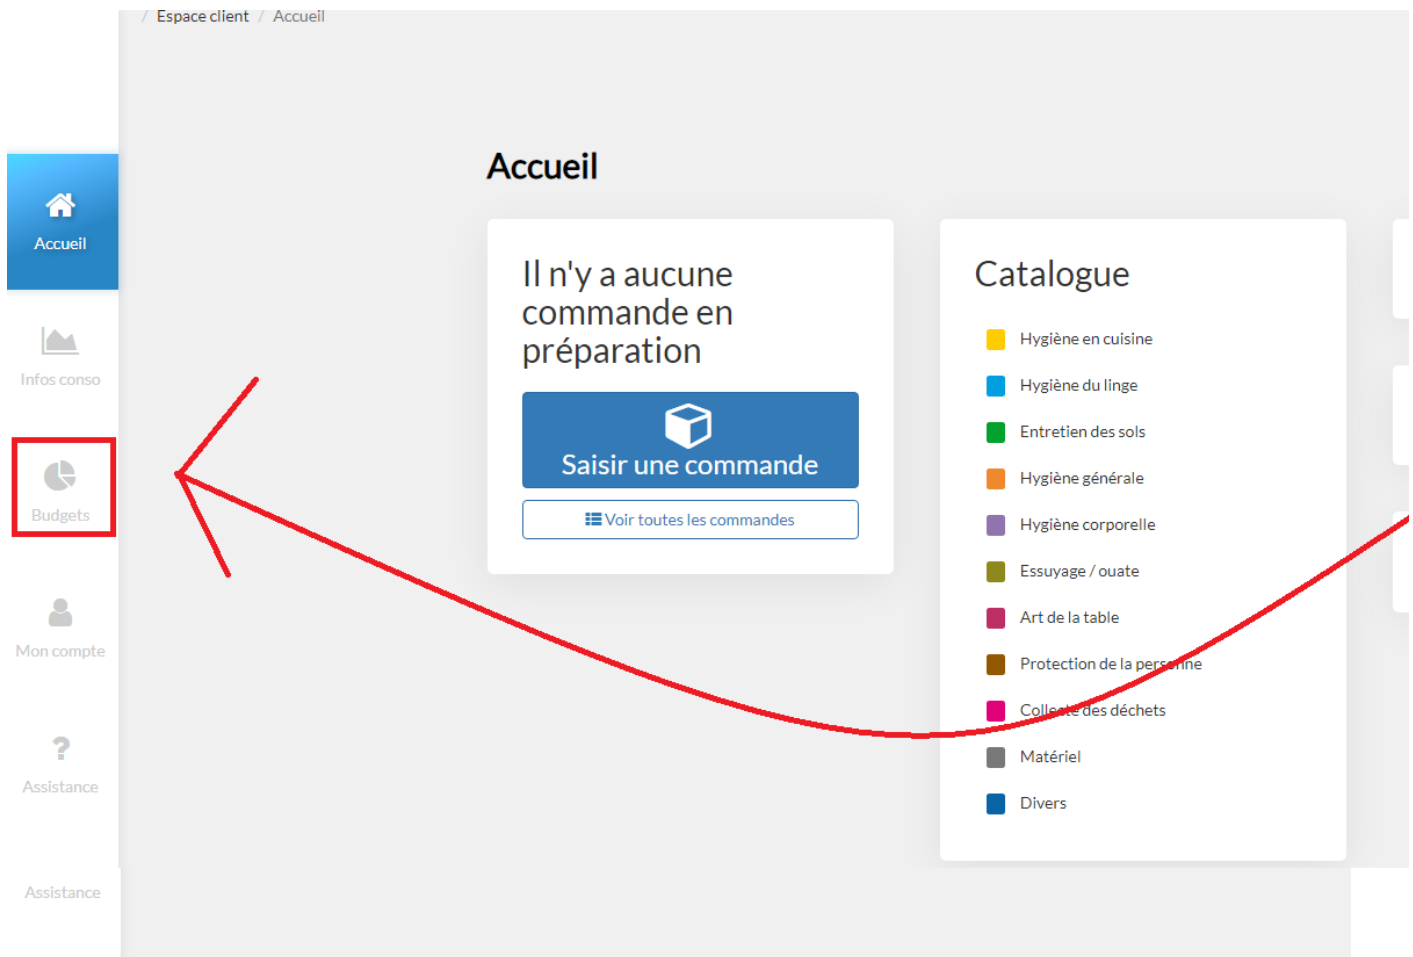 / Espace client / Accueil
Accueil
Infos conso
Budgets
Mon compte
?
Assistance
Assistance
Accueil
Il n'y a aucune
commande en
préparation
Saisir une commande
Voir toutes les commandes
Catalogue
Hygiène en cuisine
Hygiène du linge
Entretien des sols
Hygiène générale
Hygiène corporelle
Essuyage / ouate
Art de la table
Protection de la personne
Collecte des déchets
Matériel
Divers